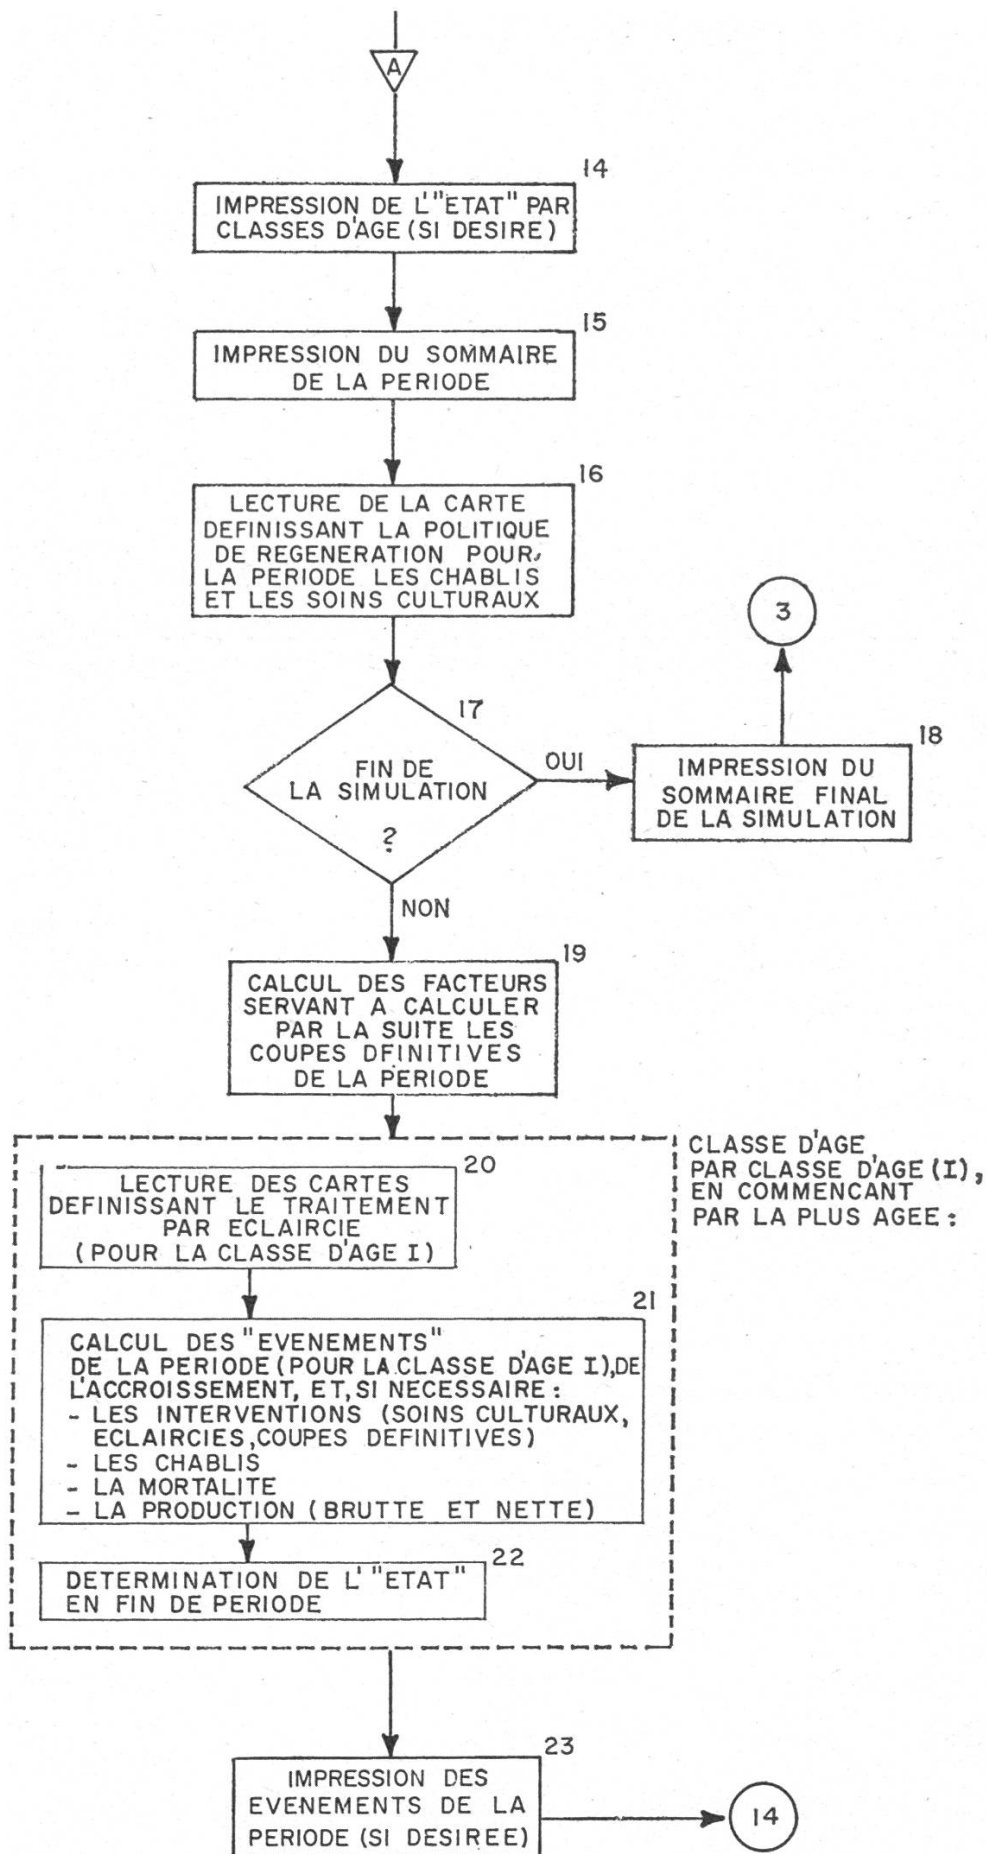 A
14
IMPRESSION DE L'"ETAT" PAR
CLASSES D'AGE (SI DESIRE)
15
IMPRESSION DU SOMMAIRE
DE LA PERIODE
16
LECTURE DE LA CARTE
DEFINISSANT LA POLITIQUE
DE REGENERATION POUR
LA PERIODE LES CHABLIS
ET LES SOINS CULTURAUX
3
17
FIN DE
LA SIMULATION
?
OUI
18
IMPRESSION DU
SOMMAIRE FINAL
DE LA SIMULATION
NON
19
CALCUL DES FACTEURS
SERVANT A CALCULER
PAR LA SUITE LES
COUPES DFINITIVES
DE LA PERIODE
CLASSE D'AGE,
PAR CLASSE D'AGE (I),
EN COMMENCANT
PAR LA PLUS AGEE :
20
LECTURE DES CARTES
DEFINISSANT LE TRAITEMENT
PAR ECLAIRCIE
(POUR LA CLASSE D'AGE I)
21
CALCUL DES "EVENEMENTS"
DE LA PERIODE (POUR LA CLASSE D'AGE I), DE
L'ACCROISSEMENT, ET, SI NECESSAIRE :
- LES INTERVENTIONS (SOINS CULTURAUX,
ECLAIRCIES, COUPES DEFINITIVES)
- LES CHABLIS
- LA MORTALITE
- LA PRODUCTION (BRUTTE ET NETTE)
22
DETERMINATION DE L'"ETAT"
EN FIN DE PERIODE
23
IMPRESSION DES
EVENEMENTS DE LA
PERIODE (SI DESIREE)
14